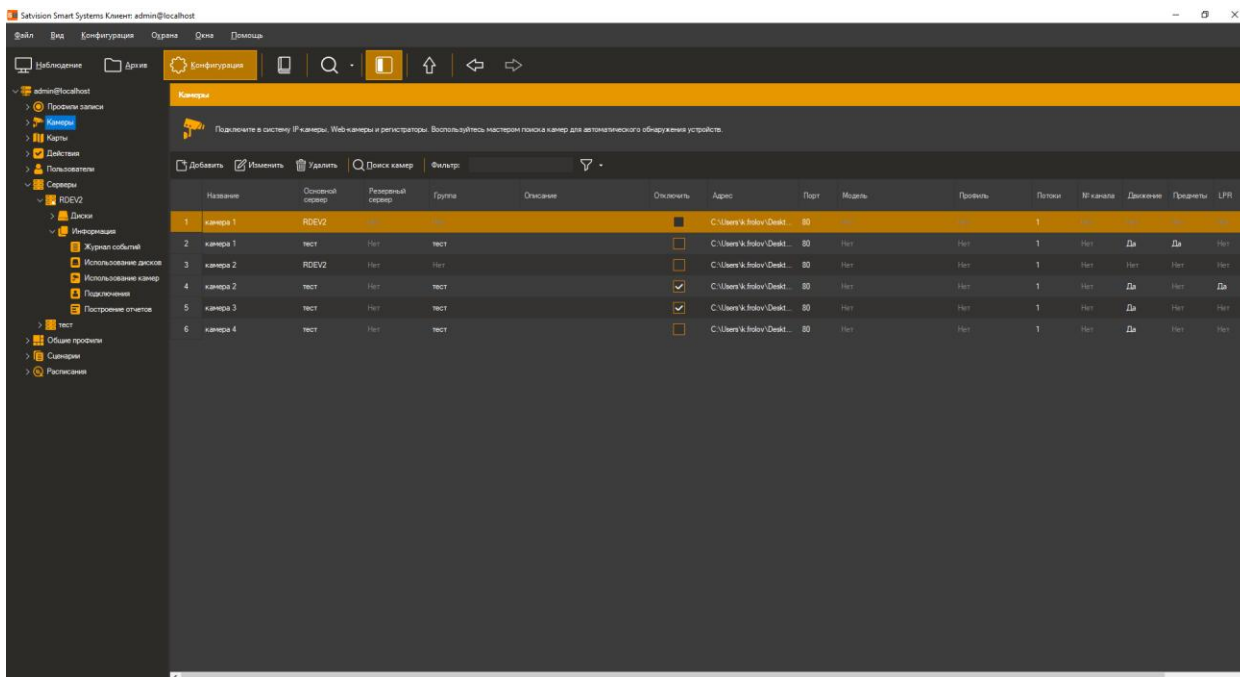 Satvision Smart Systems Клиент: admin@localhost
Файл Вид Конфигурация Охрана Окна Помощь
Наблюдение Архив Конфигурация
admin@localhost
Профили записи
Камеры
Карты
Действия
Пользователи
Серверы
RDEV2
Диски
Информация
Журнал событий
Использование дисков
Использование камер
Подключения
Построение отчетов
тест
Общие профили
Сценарии
Расписания
Камеры
Подключите в систему IP-камеры, Web-камеры и регистраторы. Воспользуйтесь мастером поиска камер для автоматического обнаружения устройств.
Добавить Изменить Удалить Поиск камер Фильтр:
Название Основной сервер Резервный сервер Группа Описание Отключить Адрес Порт Модель Профиль Потоки № канала Движение Предметы LPR
1 камера 1 RDEV2 C:\Users\k.frolov\Deskt... 80 1
2 камера 1 тест Нет тест C:\Users\k.frolov\Deskt... 80 Нет Нет 1 Нет Да Да Нет
3 камера 2 RDEV2 Нет Нет C:\Users\k.frolov\Deskt... 80 Нет Нет 1 Нет Нет Нет Нет
4 камера 2 тест Нет тест C:\Users\k.frolov\Deskt... 80 Нет Нет 1 Нет Да Нет Да
5 камера 3 тест Нет тест C:\Users\k.frolov\Deskt... 80 Нет Нет 1 Нет Да Нет Нет
6 камера 4 тест Нет тест C:\Users\k.frolov\Deskt... 80 Нет Нет 1 Нет Да Нет Нет